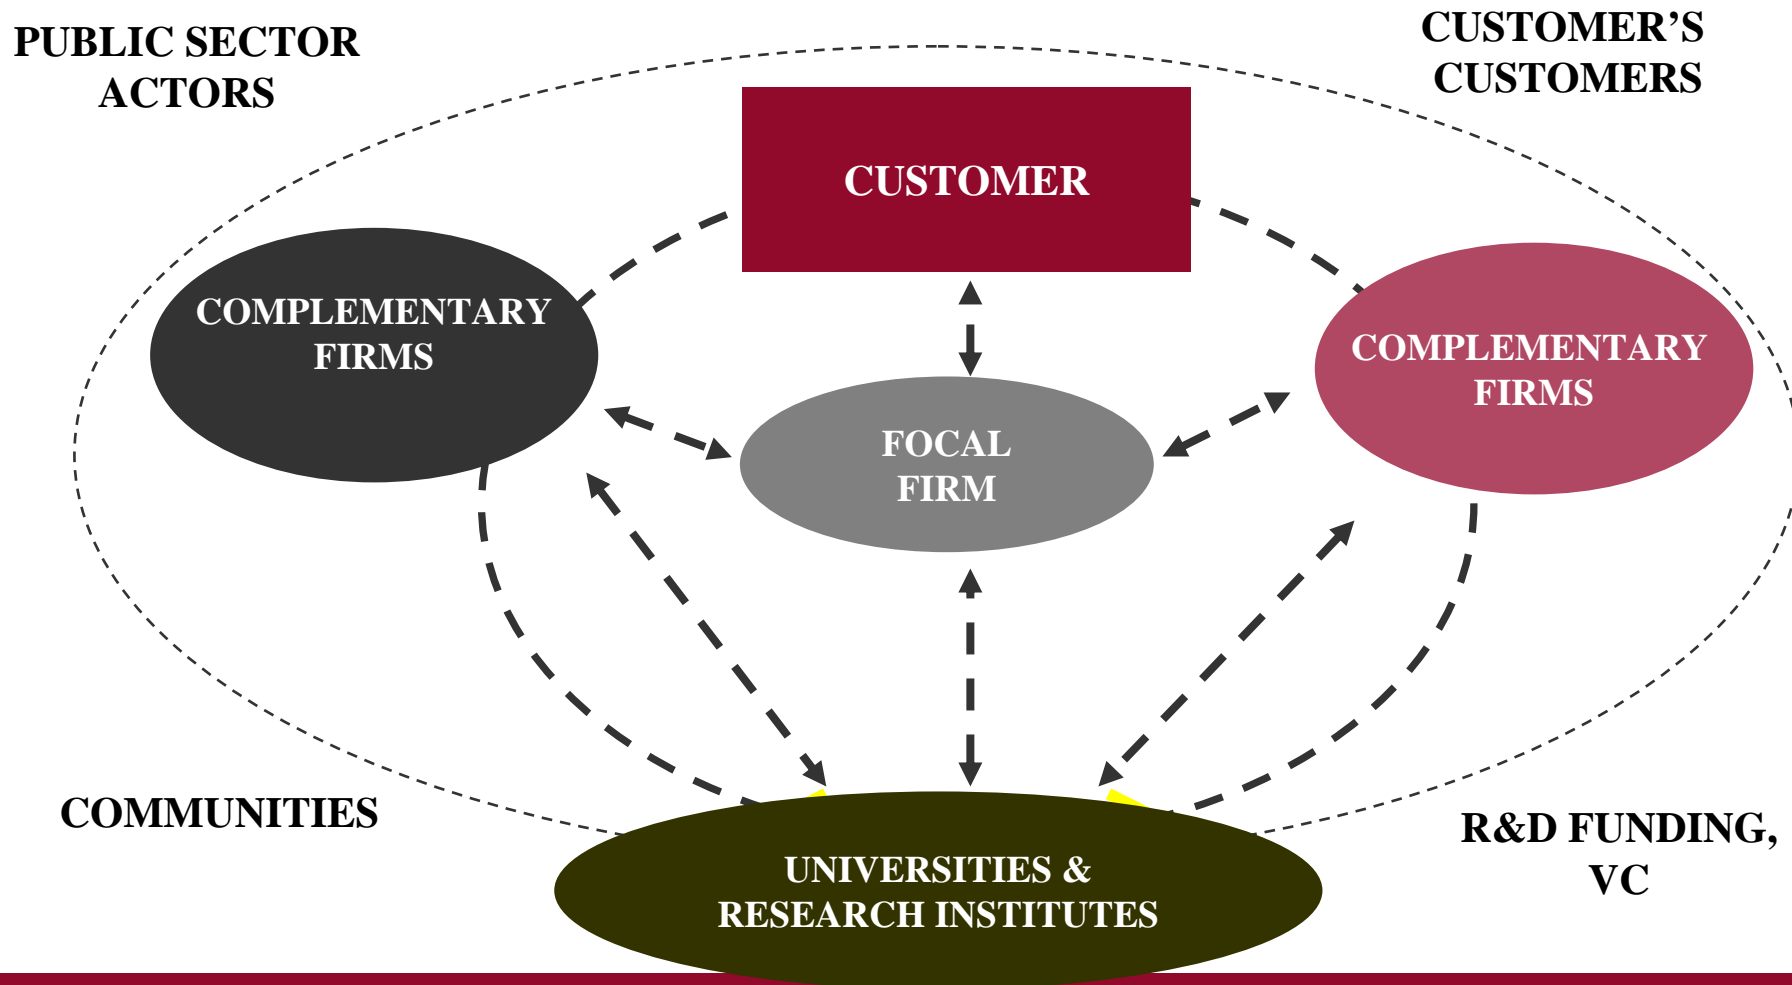 PUBLIC SECTOR
ACTORS
CUSTOMER’S
CUSTOMERS
CUSTOMER
COMPLEMENTARY
FIRMS
COMPLEMENTARY
FIRMS
FOCAL
FIRM
COMMUNITIES
R&D FUNDING,
VC
UNIVERSITIES &
RESEARCH INSTITUTES